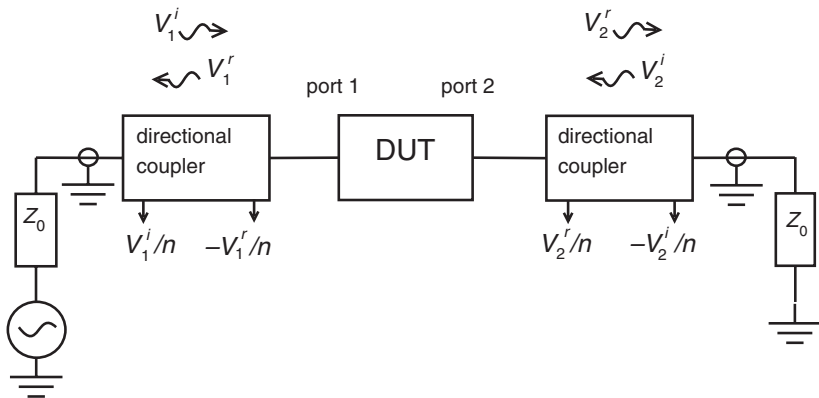 V₁ⁱ
V₂ʳ
V₁ʳ
V₂ⁱ
port 1
port 2
directional coupler
DUT
directional coupler
Z₀
Z₀
V₁ⁱ/n
–V₁ʳ/n
V₂ʳ/n
–V₂ⁱ/n